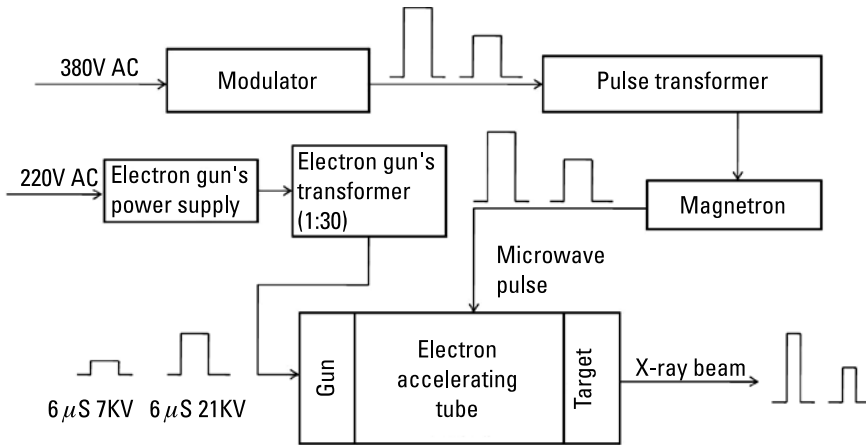 380V AC
Modulator
Pulse transformer
220V AC
Electron gun's
power supply
Electron gun's
transformer
(1:30)
Magnetron
Microwave
pulse
Gun
Electron
accelerating
tube
Target
X-ray beam
6 μS 7KV
6 μS 21KV